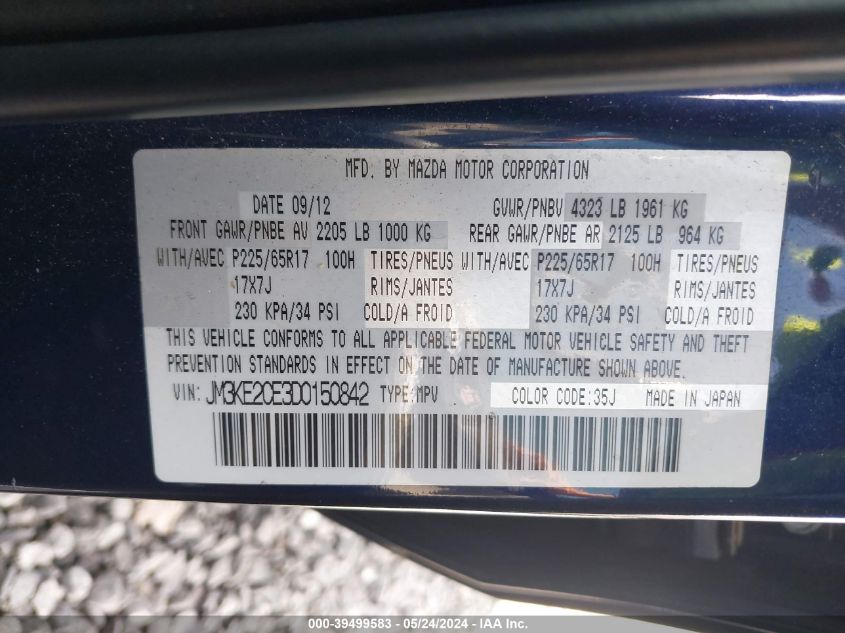 MFD. BY MAZDA MOTOR CORPORATION
DATE 09/12 GVWR/PNBV 4323 LB 1961 KG
FRONT GAWR/PNBE AV 2205 LB 1000 KG REAR GAWR/PNBE AR 2125 LB 964 KG
WITH/AVEC P225/65R17 100H TIRES/PNEUS WITH/AVEC P225/65R17 100H TIRES/PNEUS
17X7J RIMS/JANTES 17X7J RIMS/JANTES
230 KPA/34 PSI COLD/A FROID 230 KPA/34 PSI COLD/A FROID
THIS VEHICLE CONFORMS TO ALL APPLICABLE FEDERAL MOTOR VEHICLE SAFETY AND THEFT
PREVENTION STANDARDS IN EFFECT ON THE DATE OF MANUFACTURE SHOWN ABOVE.
VIN: JM3KE2CE3D0150842 TYPE:MPV COLOR CODE:35J MADE IN JAPAN
000-39499583 - 05/24/2024 - IAA Inc.